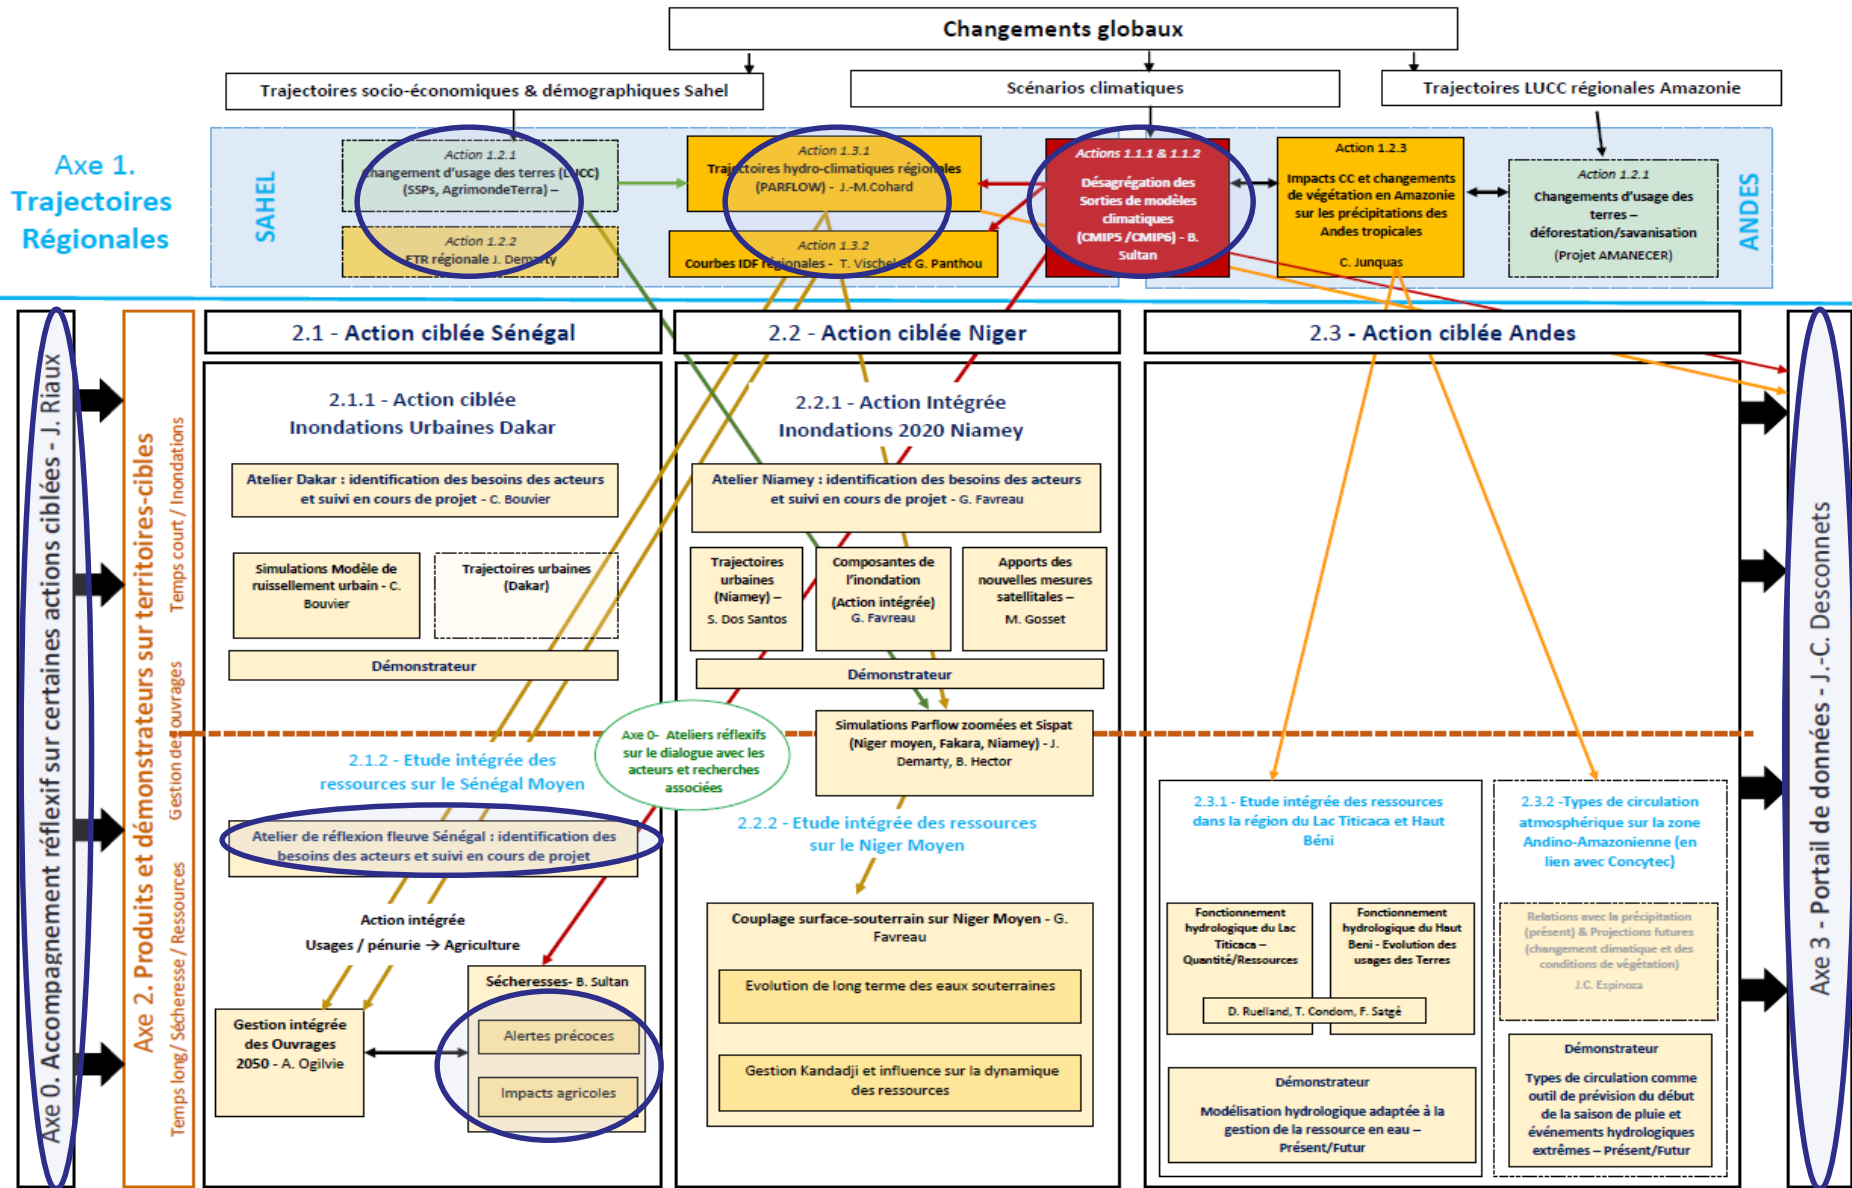 Changements globaux
Trajectoires socio-économiques & démographiques Sahel
Scénarios climatiques
Trajectoires LUCC régionales Amazonie
Axe 1.
Trajectoires
Régionales
SAHEL
Action 1.2.1
Changement d'usage des terres (LUCC)
(SSPs, AgrimondeTerra) –
Action 1.2.2
ETR régionale J. Demarty
Action 1.3.1
Trajectoires hydro-climatiques régionales
(PARFLOW) - J.-M.Cohard
Action 1.3.2
Courbes IDF régionales - T. Vischel et G. Panthou
Actions 1.1.1 & 1.1.2
Désagrégation des
Sorties de modèles
climatiques
(CMIP5 /CMIP6) - B.
Sultan
Action 1.2.3
Impacts CC et changements
de végétation en Amazonie
sur les précipitations des
Andes tropicales
C. Junquas
Action 1.2.1
Changements d'usage des
terres –
déforestation/savanisation
(Projet AMANECER)
ANDES
Axe 0. Accompagnement réflexif sur certaines actions ciblées - J. Riaux
Axe 2. Produits et démonstrateurs sur territoires-cibles
Temps court / Inondations
Gestion des ouvrages
Temps long/ Sécheresse / Ressources
2.1 - Action ciblée Sénégal
2.1.1 - Action ciblée
Inondations Urbaines Dakar
Atelier Dakar : identification des besoins des acteurs
et suivi en cours de projet - C. Bouvier
Simulations Modèle de
ruissellement urbain - C.
Bouvier
Trajectoires urbaines
(Dakar)
Démonstrateur
2.1.2 - Etude intégrée des
ressources sur le Sénégal Moyen
Atelier de réflexion fleuve Sénégal : identification des
besoins des acteurs et suivi en cours de projet
Action intégrée
Usages / pénurie → Agriculture
Gestion intégrée
des Ouvrages
2050 - A. Ogilvie
Sécheresses- B. Sultan
Alertes précoces
Impacts agricoles
Axe 0- Ateliers réflexifs
sur le dialogue avec les
acteurs et recherches
associées
2.2 - Action ciblée Niger
2.2.1 - Action Intégrée
Inondations 2020 Niamey
Atelier Niamey : identification des besoins des acteurs
et suivi en cours de projet - G. Favreau
Trajectoires
urbaines
(Niamey) –
S. Dos Santos
Composantes de
l'inondation
(Action intégrée)
G. Favreau
Apports des
nouvelles mesures
satellitales –
M. Gosset
Démonstrateur
Simulations Parflow zoomées et Sispat
(Niger moyen, Fakara, Niamey) - J.
Demarty, B. Hector
2.2.2 - Etude intégrée des ressources
sur le Niger Moyen
Couplage surface-souterrain sur Niger Moyen - G.
Favreau
Evolution de long terme des eaux souterraines
Gestion Kandadji et influence sur la dynamique
des ressources
2.3 - Action ciblée Andes
2.3.1 - Etude intégrée des ressources
dans la région du Lac Titicaca et Haut
Béni
Fonctionnement
hydrologique du Lac
Titicaca –
Quantité/Ressources
Fonctionnement
hydrologique du Haut
Beni - Evolution des
usages des Terres
D. Ruelland, T. Condom, F. Satgé
Démonstrateur
Modélisation hydrologique adaptée à la
gestion de la ressource en eau –
Présent/Futur
2.3.2 -Types de circulation
atmosphérique sur la zone
Andino-Amazonienne (en
lien avec Concytec)
Relations avec la précipitation
(présent) & Projections futures
(changement climatique et des
conditions de végétation)
J.C. Espinoza
Démonstrateur
Types de circulation comme
outil de prévision du début
de la saison de pluie et
événements hydrologiques
extrêmes – Présent/Futur
Axe 3 - Portail de données - J.-C. Desconnets